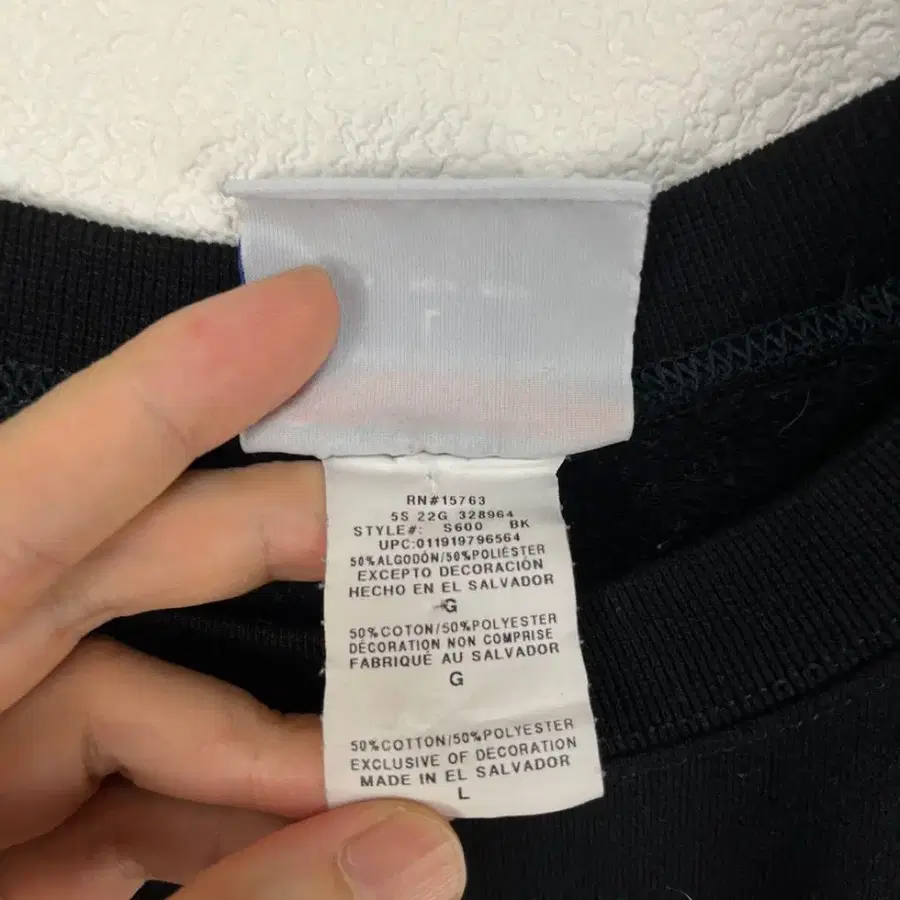 RN#15763
5S 22G 328964
STYLE#: S600 BK
UPC:011919796564
50%ALGODÓN/50%POLIÉSTER
EXCEPTO DECORACIÓN
HECHO EN EL SALVADOR
G
50%COTON/50%POLYESTER
DÉCORATION NON COMPRISE
FABRIQUÉ AU SALVADOR
G
50%COTTON/50%POLYESTER
EXCLUSIVE OF DECORATION
MADE IN EL SALVADOR
L